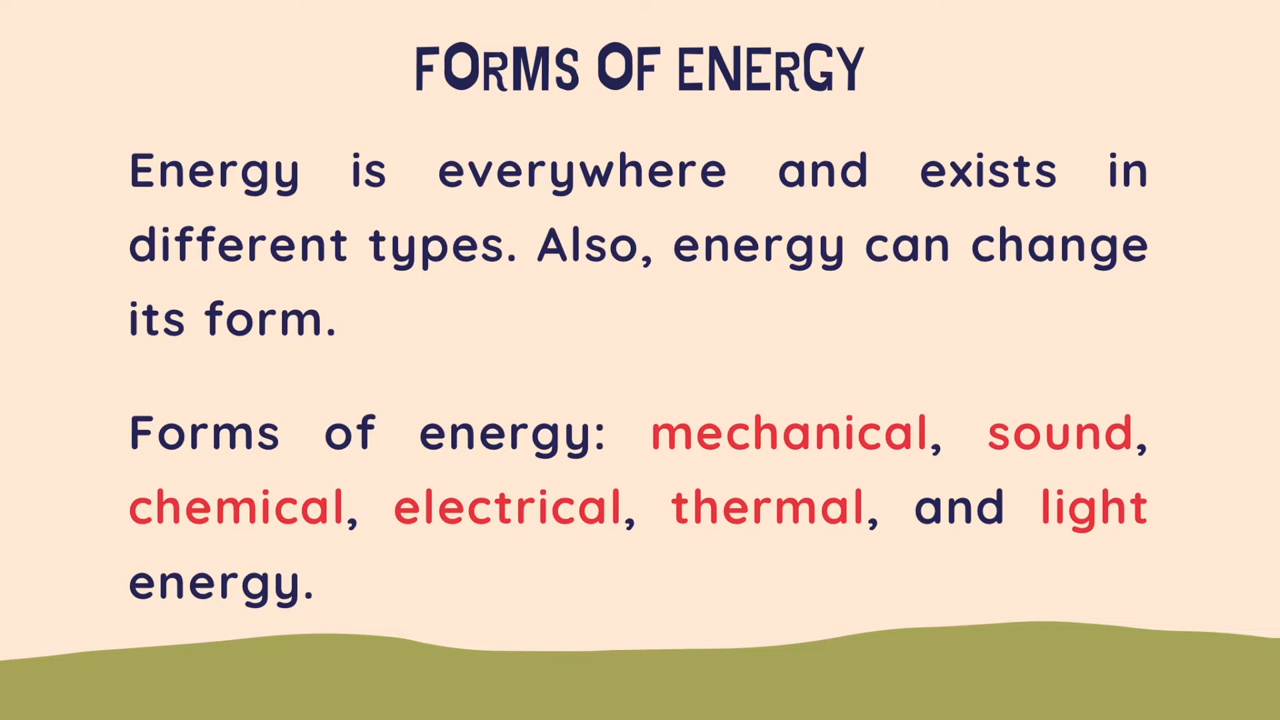 FORMS OF ENERGY
Energy is everywhere and exists in
different types. Also, energy can change
its form.
Forms of energy: mechanical, sound,
chemical, electrical, thermal, and light
energy.